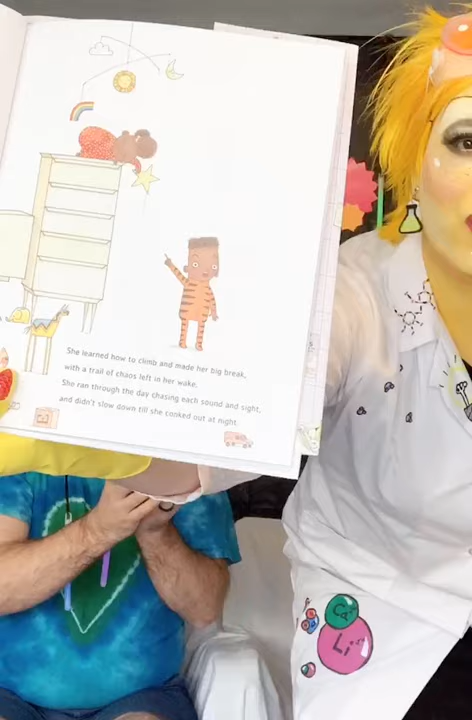 She learned how to climb and made her big break,
with a trail of chaos left in her wake.
She ran through the day chasing each sound and sight,
and didn't slow down till she conked out at night.
Li